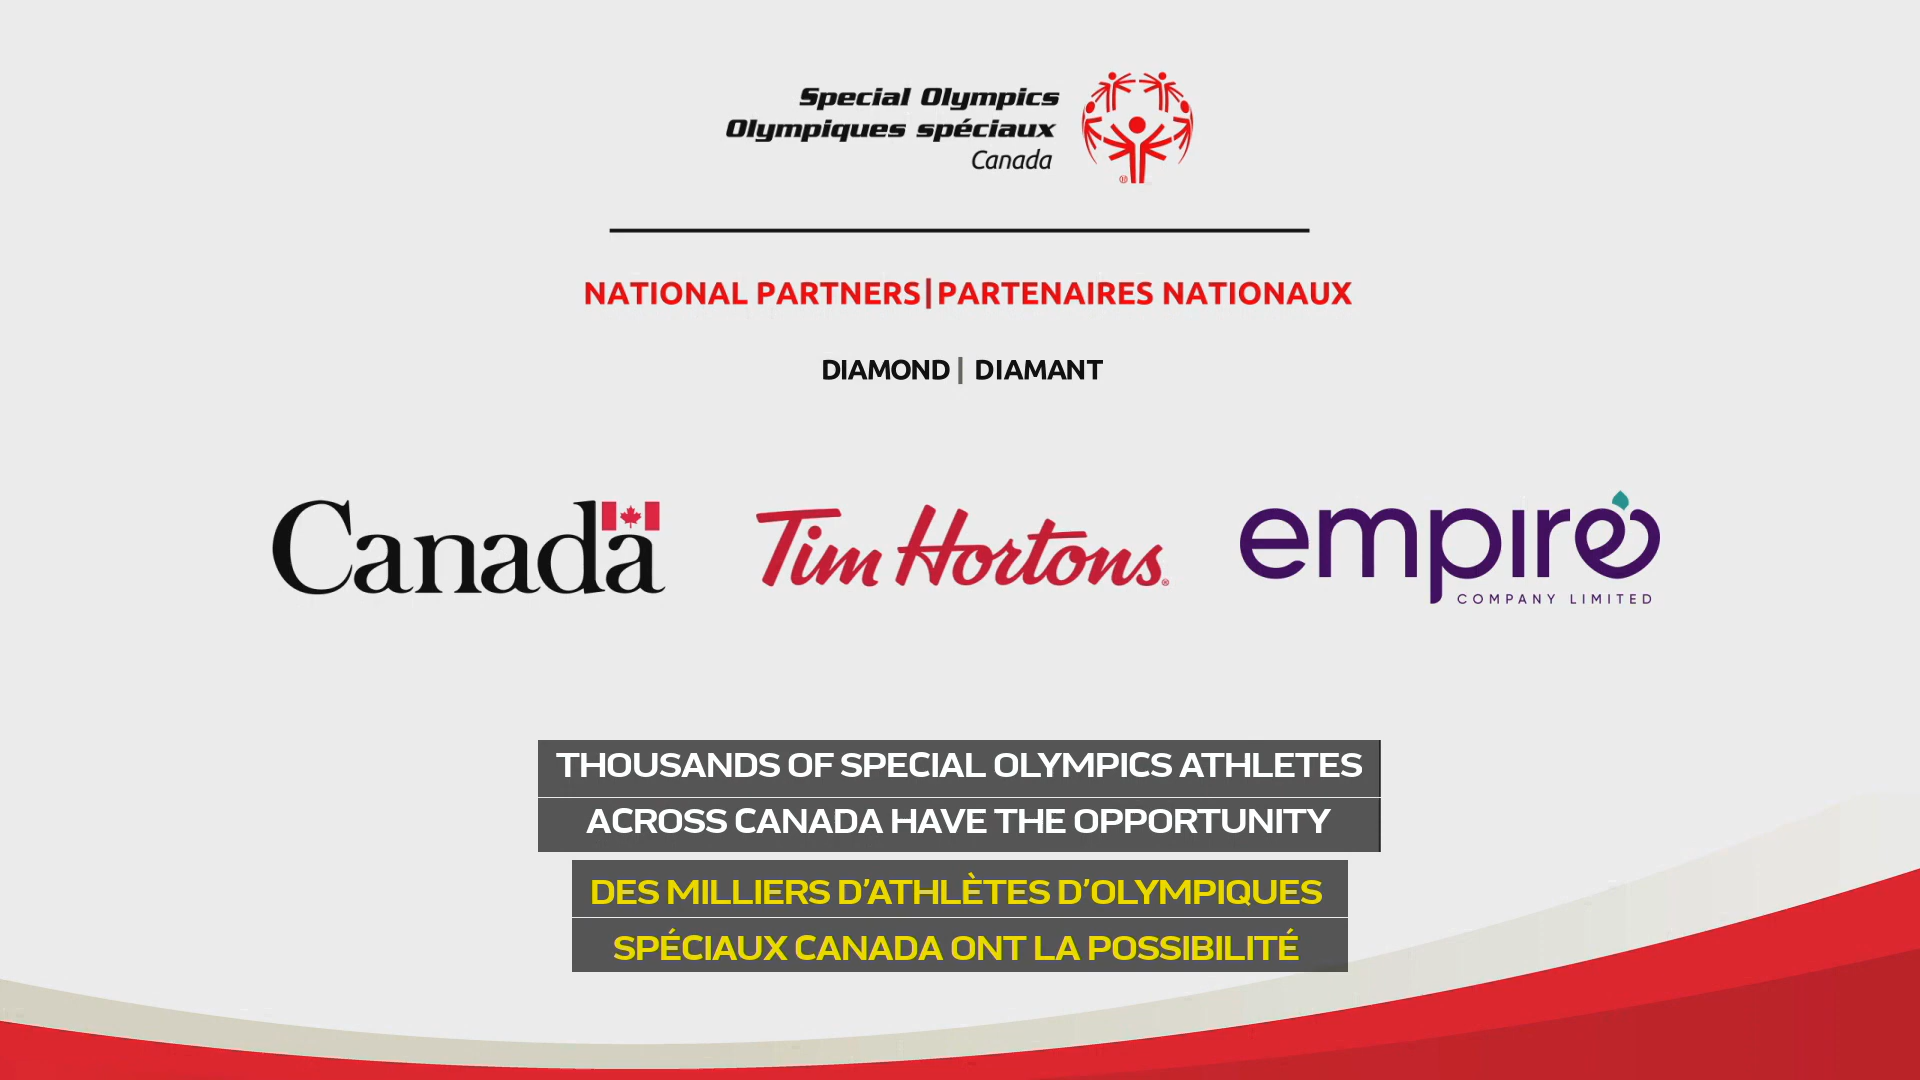 Special Olympics
Olympiques spéciaux
Canada
®
NATIONAL PARTNERS|PARTENAIRES NATIONAUX
DIAMOND | DIAMANT
Canada
Tim Hortons®
empire
COMPANY LIMITED
THOUSANDS OF SPECIAL OLYMPICS ATHLETES
ACROSS CANADA HAVE THE OPPORTUNITY
DES MILLIERS D’ATHLÈTES D’OLYMPIQUES
SPÉCIAUX CANADA ONT LA POSSIBILITÉ